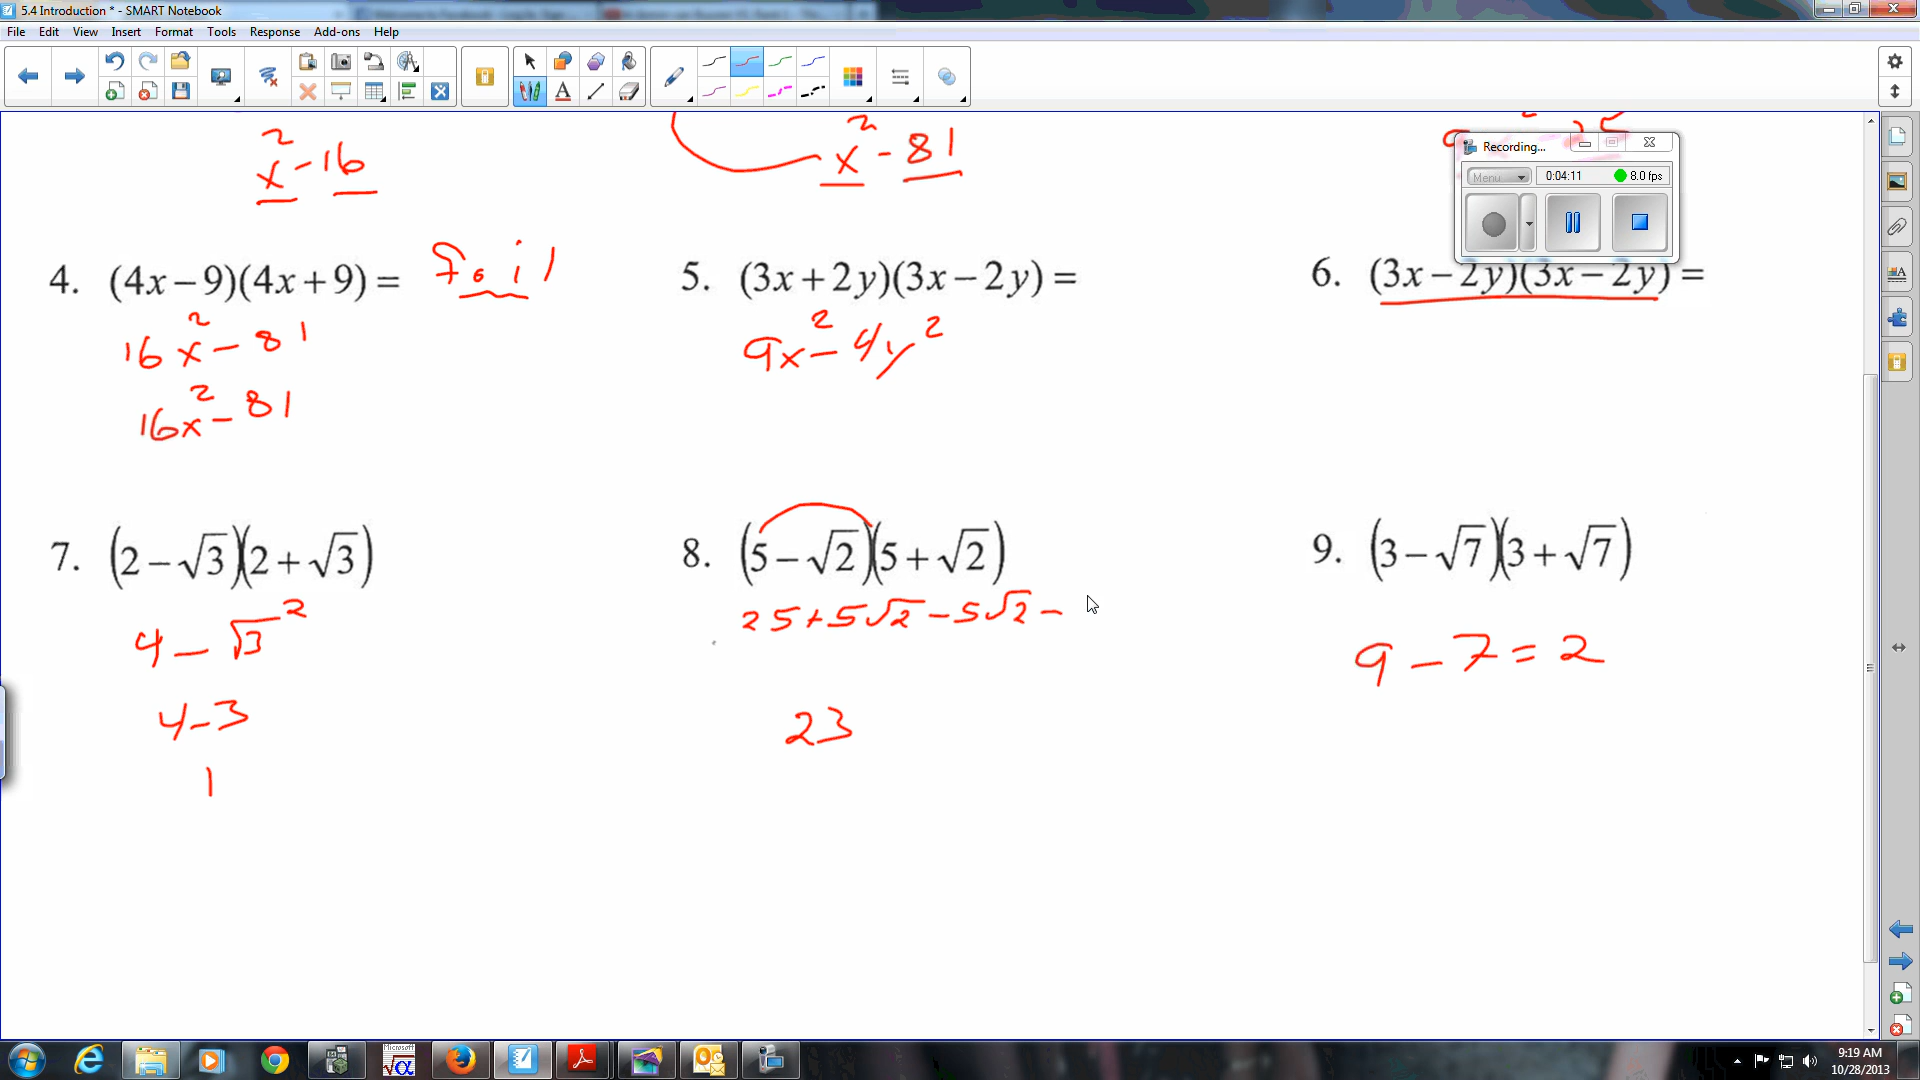 5.4 Introduction * - SMART Notebook
File Edit View Insert Format Tools Response Add-ons Help
x² - 16
x² - 81
Recording...
Menu 0:04:11 8.0 fps
4. (4x − 9)(4x + 9) = foil
16x² - 81
16x² - 81
5. (3x + 2y)(3x − 2y) =
9x² - 4y²
6. (3x − 2y)(3x − 2y) =
7. (2 − √3)(2 + √3)
4 - √3²
4 - 3
1
8. (5 − √2)(5 + √2)
25 + 5√2 - 5√2 -
23
9. (3 − √7)(3 + √7)
9 - 7 = 2
Microsoft
√α
9:19 AM
10/28/2013